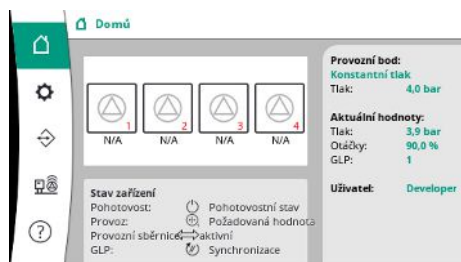 Domů
1
2
3
4
N/A
N/A
N/A
N/A
Stav zařízení
Pohotovost: Pohotovostní stav
Provoz: Požadovaná hodnota
Provozní sběrnice: aktivní
GLP: Synchronizace
Provozní bod:
Konstantní tlak
Tlak: 4,0 bar
Aktuální hodnoty:
Tlak: 3,9 bar
Otáčky: 90,0 %
GLP: 1
Uživatel: Developer
?